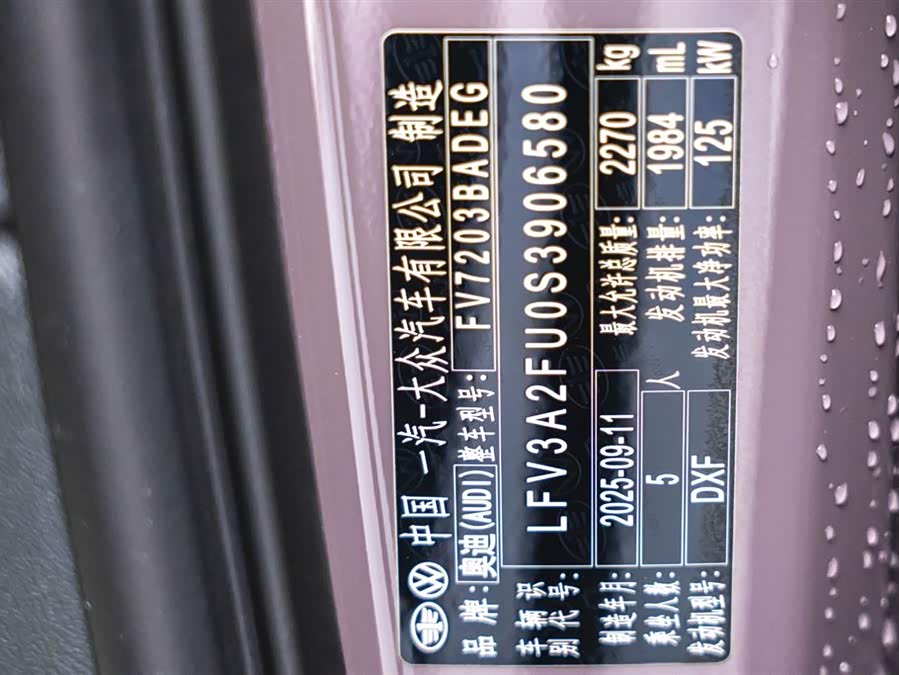 中国 一汽-大众汽车有限公司 制造
品牌: 奥迪(AUDI) 整车型号: FV7203BADEG
车辆识别代号: LFV3A2FU0S3906580
制造年月: 2025-09-11 最大允许总质量: 2270 kg
乘坐人数: 5 人 发动机排量: 1984 mL
发动机型号: DXF 发动机最大净功率: 125 kW